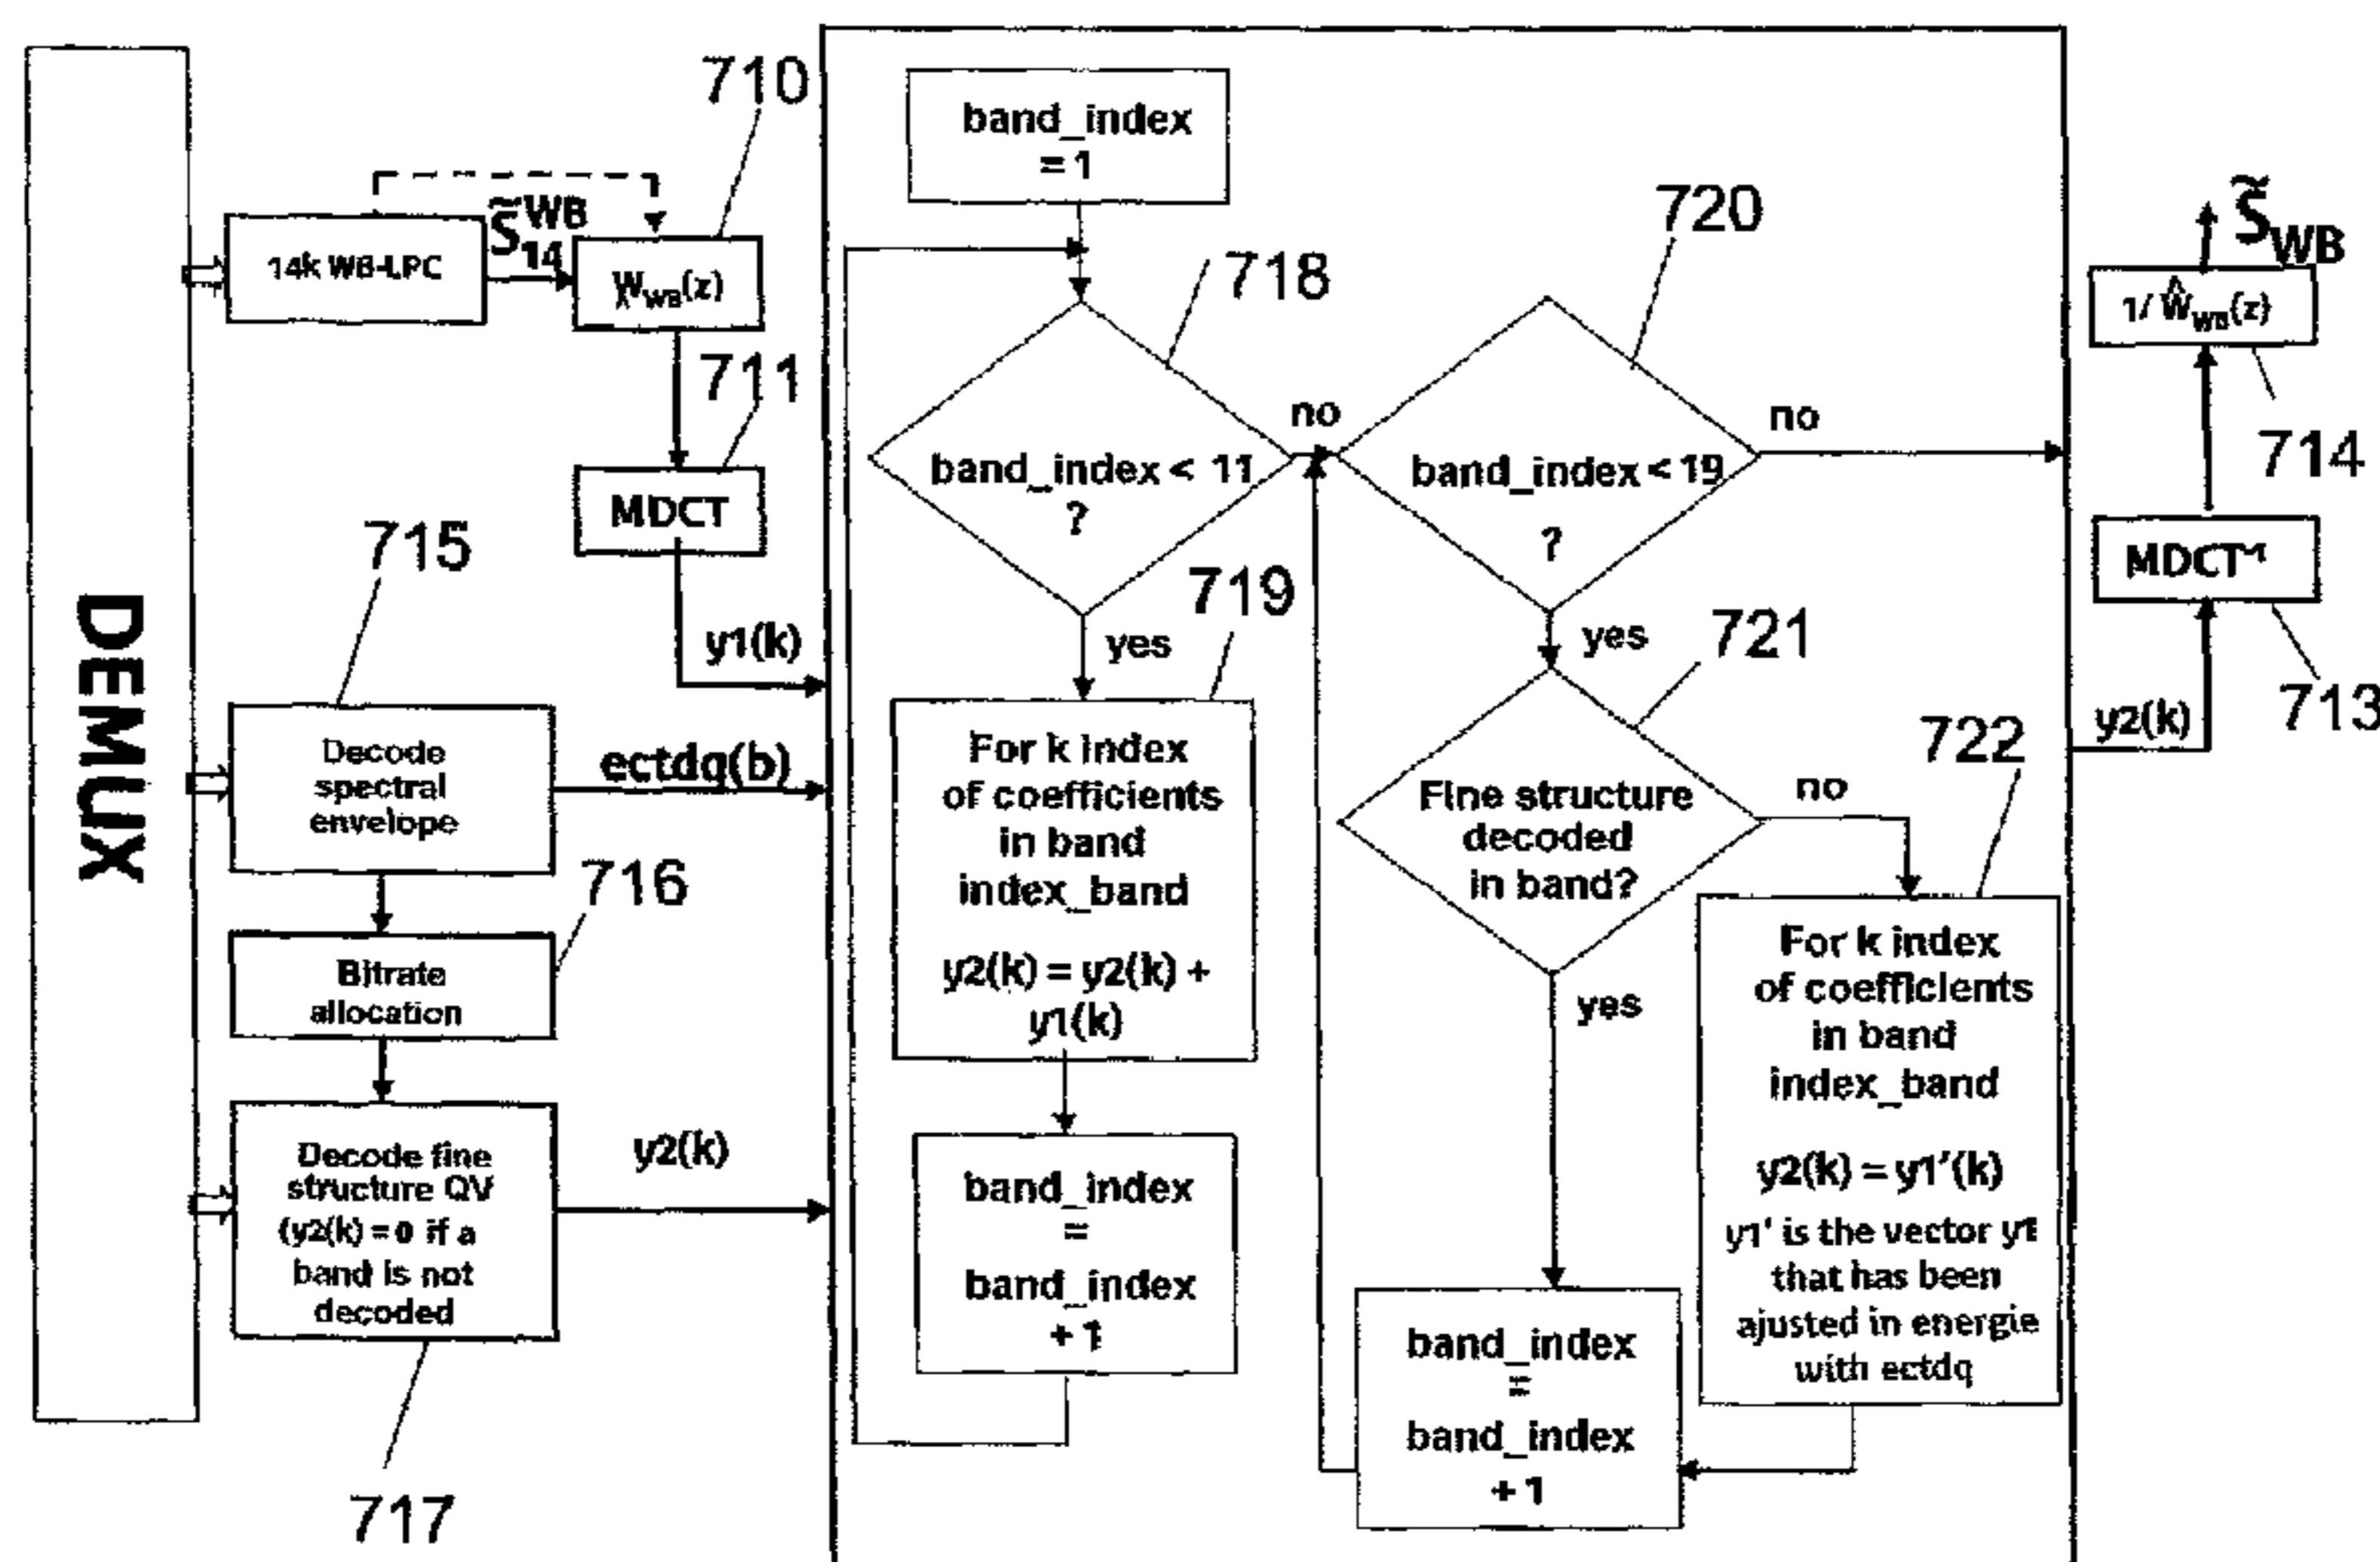 DEMUX
14k WB-LPC
S̃14WB
ŴWB(z)
710
MDCT
711
y1(k)
715
Decode
spectral
envelope
ectdq(b)
716
Bitrate
allocation
Decode fine
structure QV
(y2(k) = 0 if a
band is not
decoded
y2(k)
717
band_index
= 1
718
band_index < 11
?
no
yes
719
For k index
of coefficients
in band
index_band
y2(k) = y2(k) +
y1(k)
band_index
=
band_index
+ 1
720
band_index < 19
?
no
yes
721
Fine structure
decoded
in band?
no
yes
722
For k index
of coefficients
in band
index_band
y2(k) = y1'(k)
y1' is the vector y1
that has been
ajusted in energie
with ectdq
band_index
=
band_index
+ 1
S̃WB
1/ŴWB(z)
714
MDCT-1
713
y2(k)